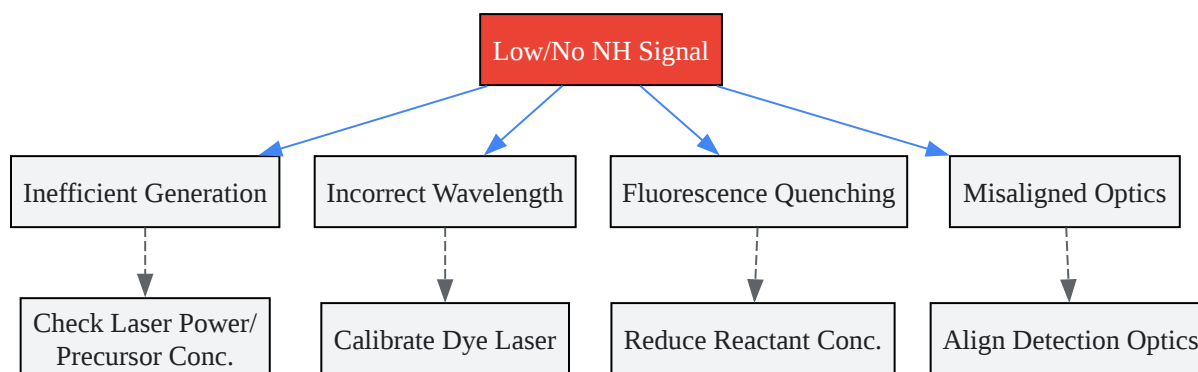 Low/No NH Signal
Inefficient Generation
Incorrect Wavelength
Fluorescence Quenching
Misaligned Optics
Check Laser Power/
Precursor Conc.
Calibrate Dye Laser
Reduce Reactant Conc.
Align Detection Optics